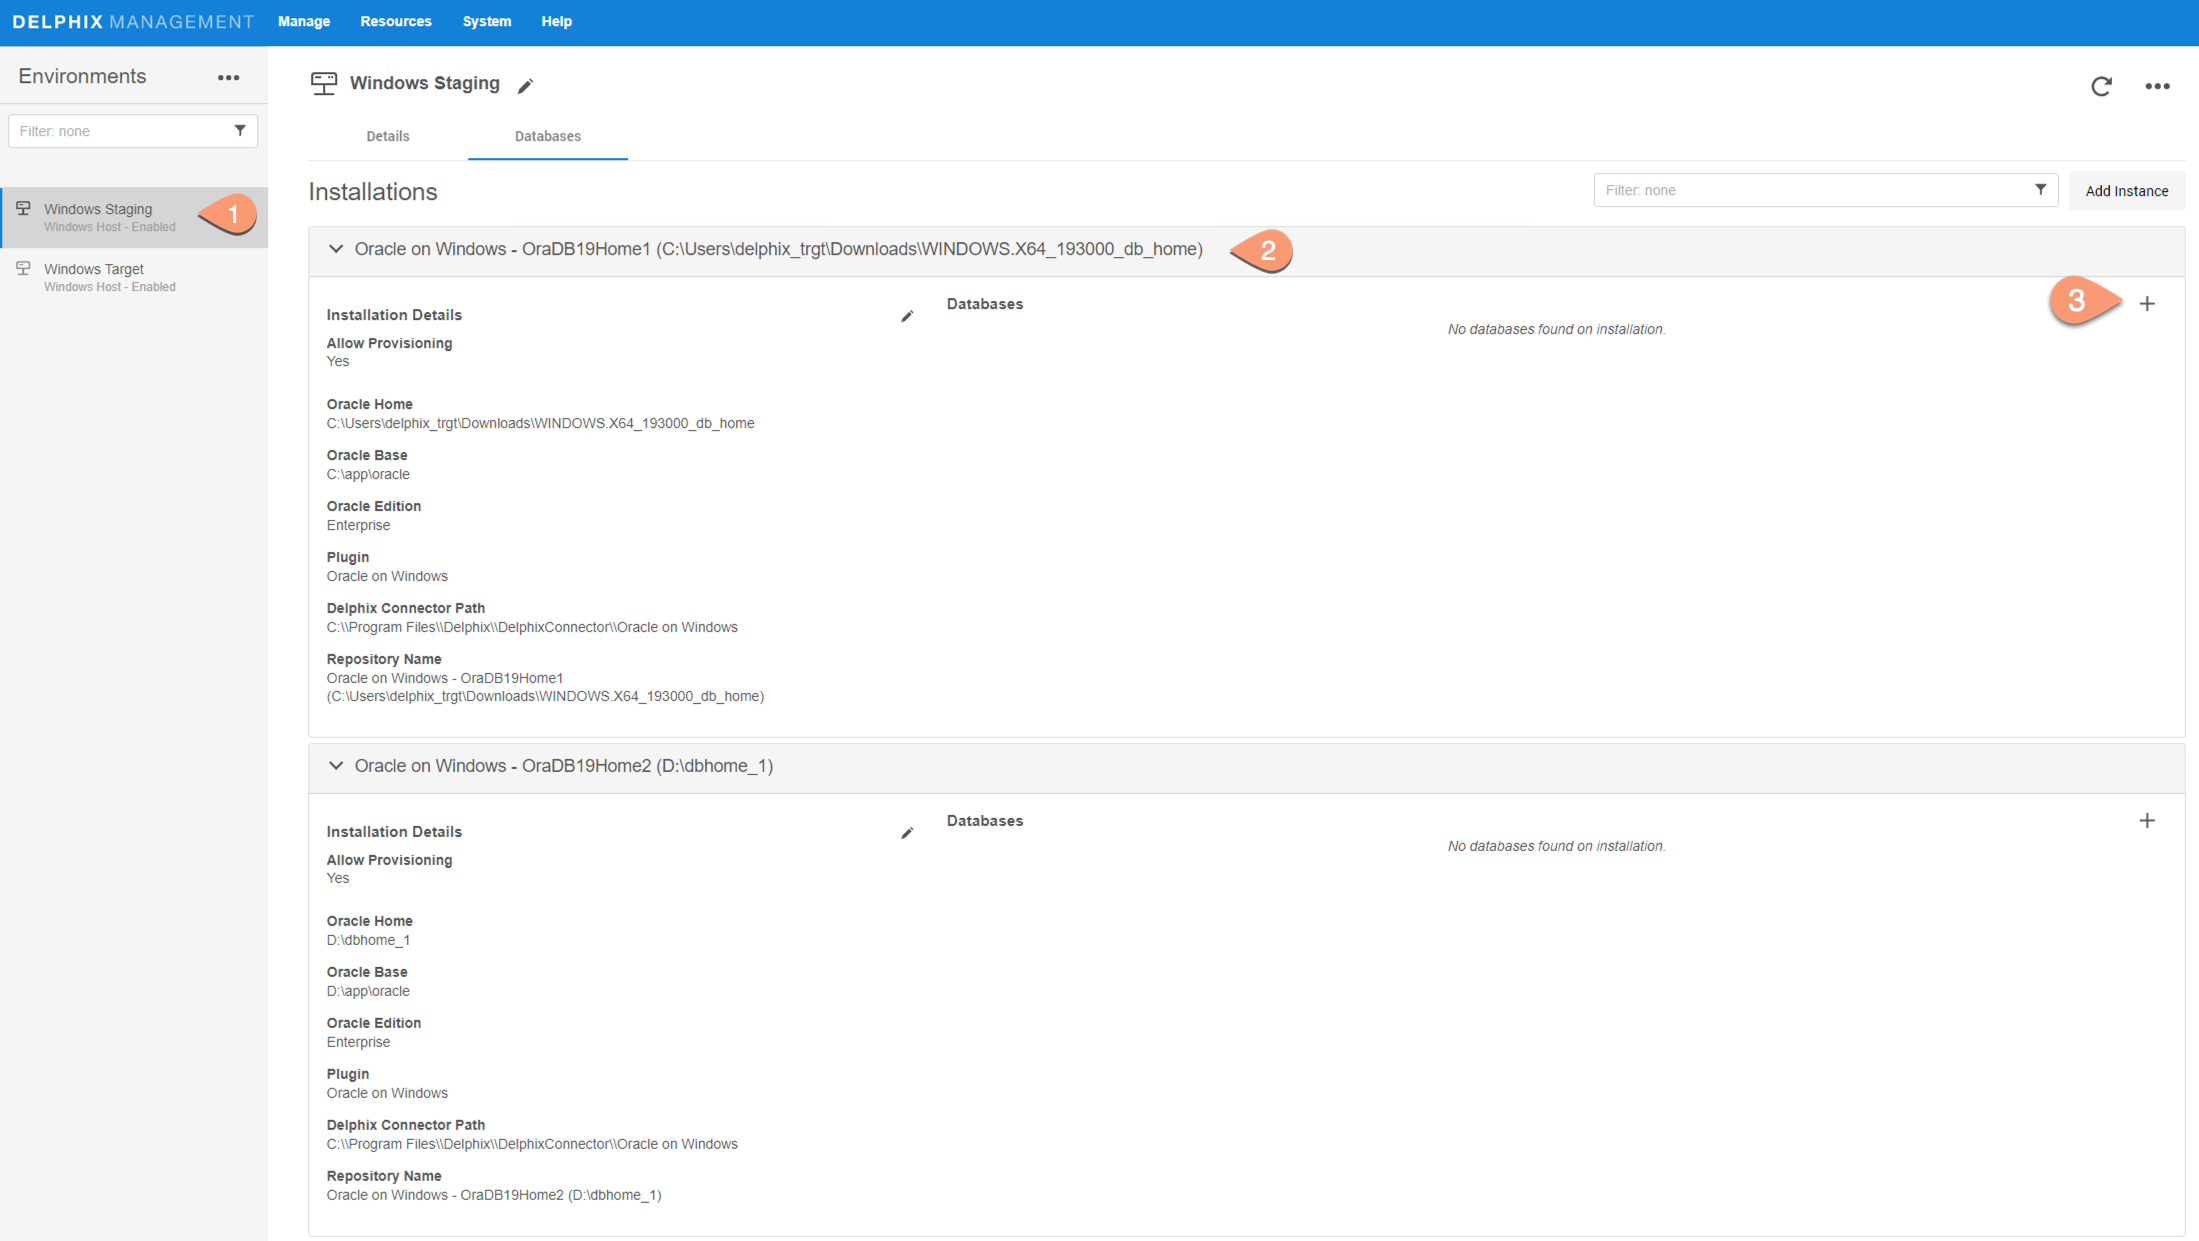 DELPHIX MANAGEMENT Manage Resources System Help
Environments
Filter: none
Windows Staging
Windows Host - Enabled
1
Windows Target
Windows Host - Enabled
Windows Staging
Details Databases
Installations
Filter: none
Add Instance
Oracle on Windows - OraDB19Home1 (C:\Users\delphix_trgt\Downloads\WINDOWS.X64_193000_db_home)
2
Installation Details
Allow Provisioning
Yes
Oracle Home
C:\Users\delphix_trgt\Downloads\WINDOWS.X64_193000_db_home
Oracle Base
C:\app\oracle
Oracle Edition
Enterprise
Plugin
Oracle on Windows
Delphix Connector Path
C:\\Program Files\\Delphix\\DelphixConnector\\Oracle on Windows
Repository Name
Oracle on Windows - OraDB19Home1
(C:\Users\delphix_trgt\Downloads\WINDOWS.X64_193000_db_home)
Databases
No databases found on installation.
3
Oracle on Windows - OraDB19Home2 (D:\dbhome_1)
Installation Details
Allow Provisioning
Yes
Oracle Home
D:\dbhome_1
Oracle Base
D:\app\oracle
Oracle Edition
Enterprise
Plugin
Oracle on Windows
Delphix Connector Path
C:\\Program Files\\Delphix\\DelphixConnector\\Oracle on Windows
Repository Name
Oracle on Windows - OraDB19Home2 (D:\dbhome_1)
Databases
No databases found on installation.